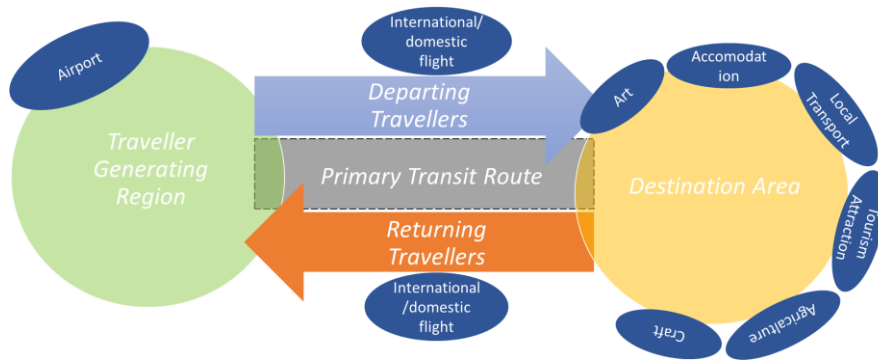 Airport
International/
domestic
flight
Departing
Travellers
Art
Accomodat
ion
Local
Transport
Traveller
Generating
Region
Primary Transit Route
Destination Area
Tourism
Attraction
Returning
Travellers
International
/domestic
flight
Craft
Agricalture